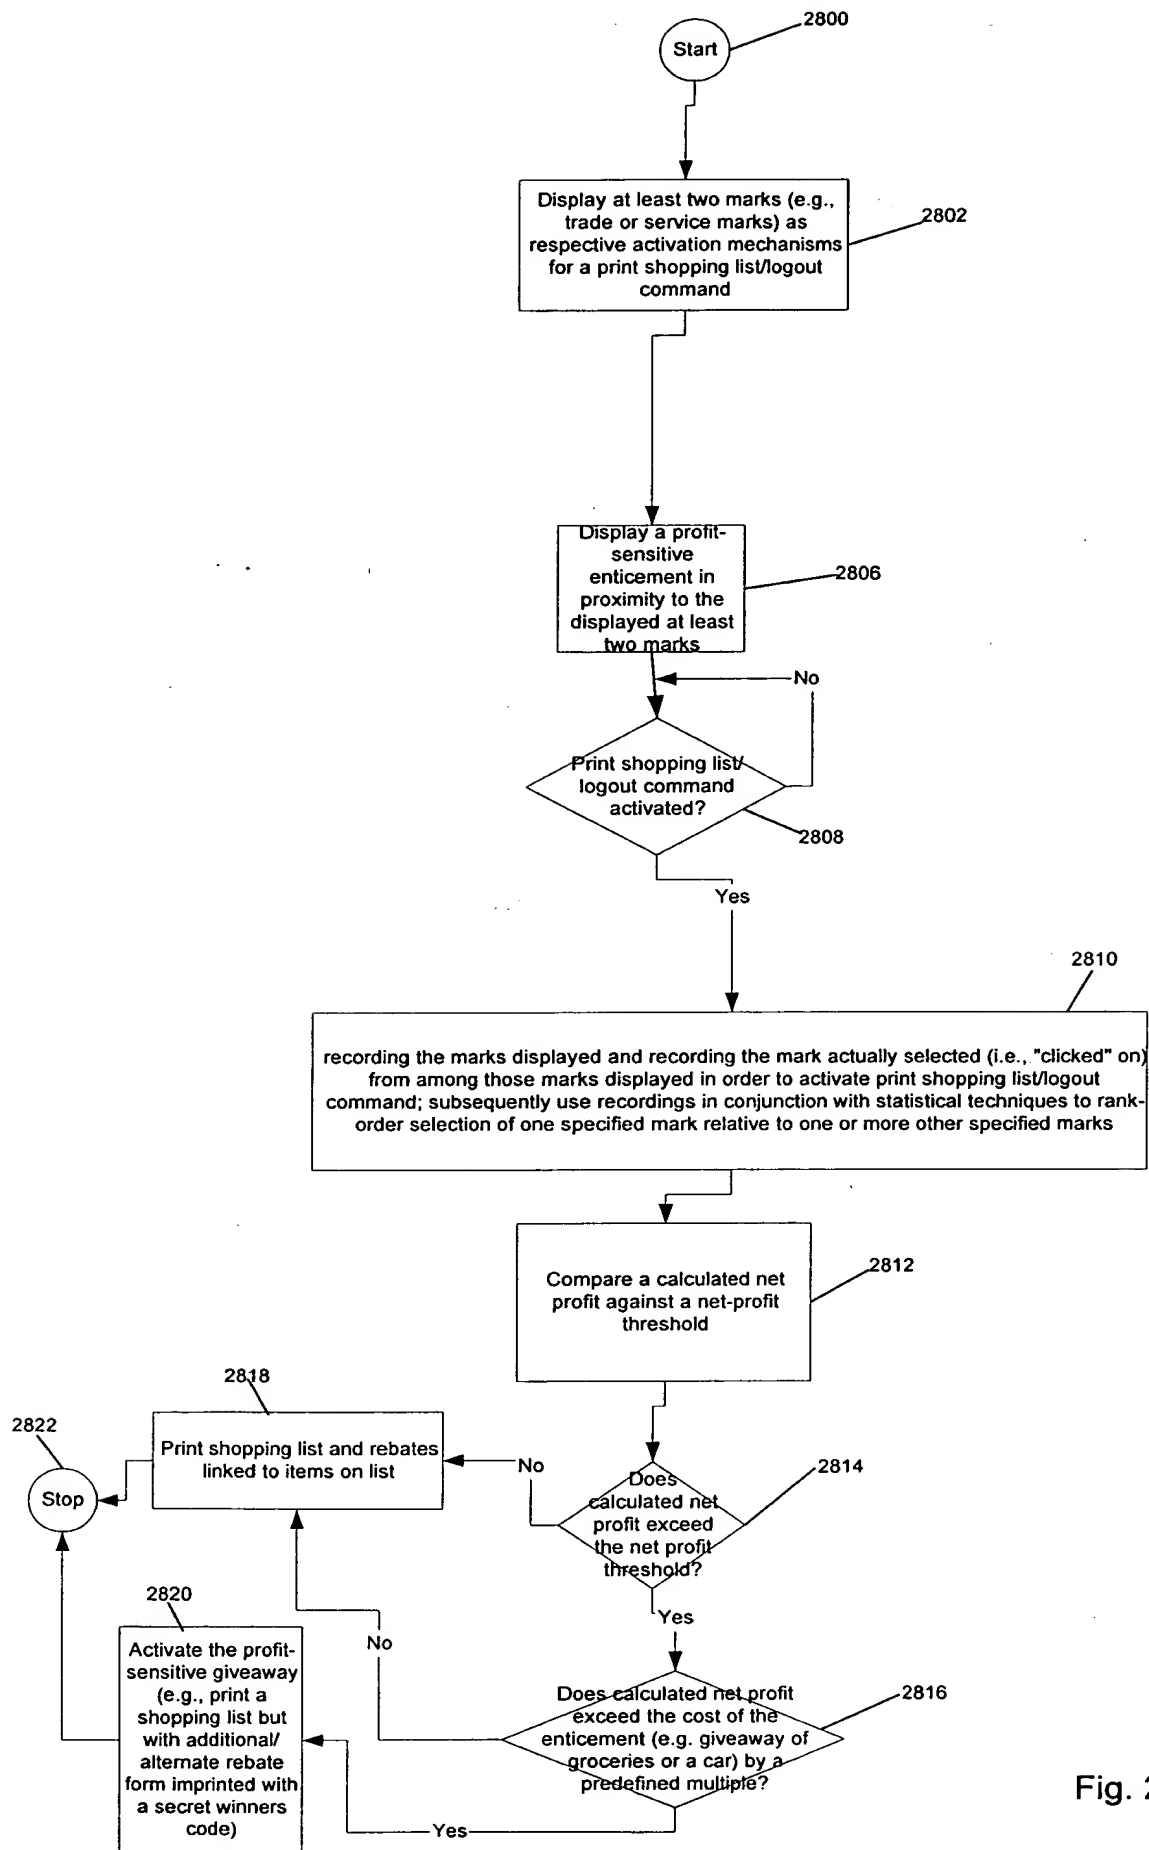 2800
Start
Display at least two marks (e.g.,
trade or service marks) as
respective activation mechanisms
for a print shopping list/logout
command
2802
Display a profit-
sensitive
enticement in
proximity to the
displayed at least
two marks
2806
No
Print shopping list/
logout command
activated?
2808
Yes
2810
recording the marks displayed and recording the mark actually selected (i.e., "clicked" on)
from among those marks displayed in order to activate print shopping list/logout
command; subsequently use recordings in conjunction with statistical techniques to rank-
order selection of one specified mark relative to one or more other specified marks
Compare a calculated net
profit against a net-profit
threshold
2812
2818
2822
Print shopping list and rebates
linked to items on list
Stop
No
Does
calculated net
profit exceed
the net profit
threshold?
2814
Yes
2820
No
Activate the profit-
sensitive giveaway
(e.g., print a
shopping list but
with additional/
alternate rebate
form imprinted with
a secret winners
code)
Does calculated net profit
exceed the cost of the
enticement (e.g. giveaway of
groceries or a car) by a
predefined multiple?
2816
Yes
Fig.